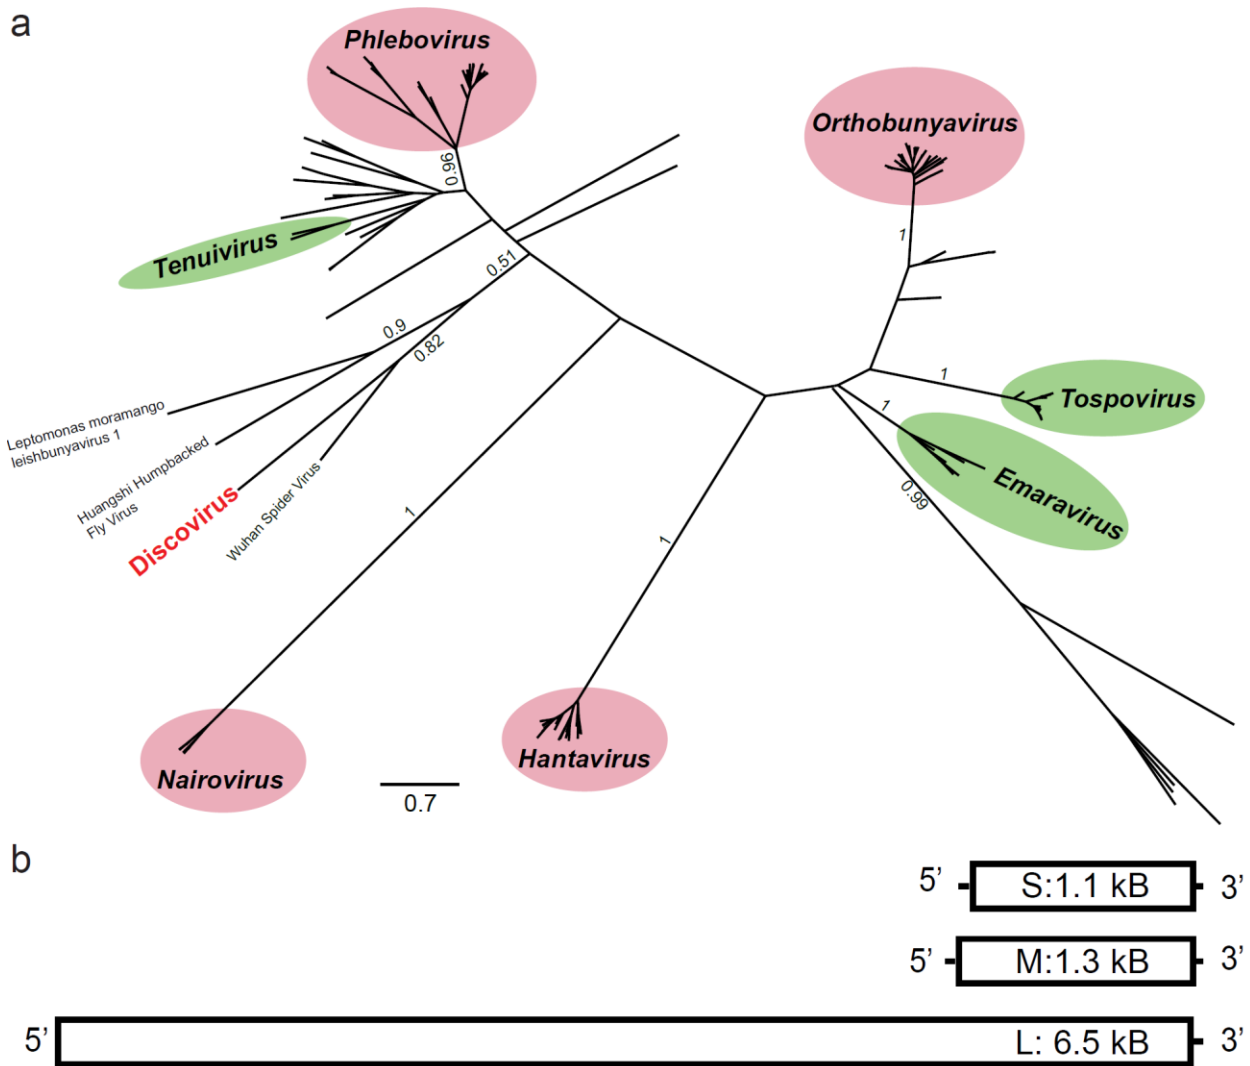 a
Phlebovirus
Orthobunyavirus
0.96
1
Tenuivirus
0.51
0.9
0.82
1
Tospovirus
1
Emaravirus
0.99
Leptomonas moramango
leishbunyavirus 1
Huangshi Humpbacked
Fly Virus
Discovirus
Wuhan Spider Virus
1
1
Nairovirus
Hantavirus
0.7
b
5’ S:1.1 kB 3’
5’ M:1.3 kB 3’
5’ L: 6.5 kB 3’